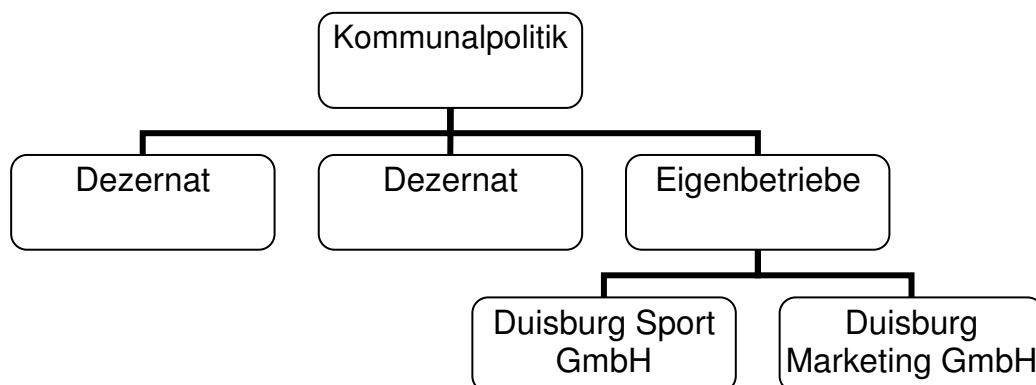 Kommunalpolitik
Dezernat
Dezernat
Eigenbetriebe
Duisburg Sport
GmbH
Duisburg
Marketing GmbH